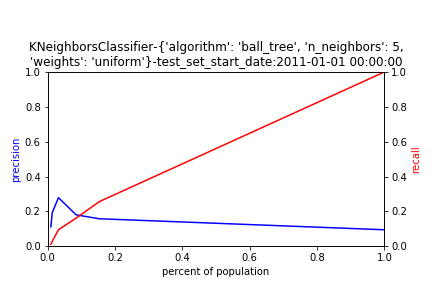 KNeighborsClassifier-{'algorithm': 'ball_tree', 'n_neighbors': 5,
'weights': 'uniform'}-test_set_start_date:2011-01-01 00:00:00
1.0
0.8
0.6
0.4
0.2
0.0
precision
0.0 0.2 0.4 0.6 0.8 1.0
percent of population
1.0
0.8
0.6
0.4
0.2
0.0
recall